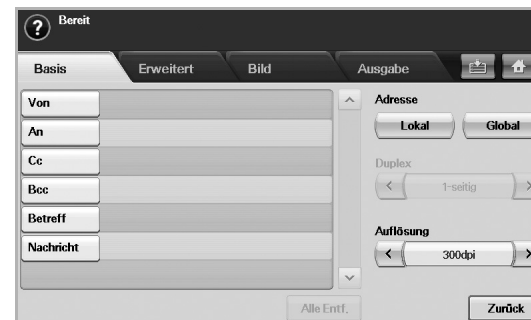 Bereit
Basis Erweitert Bild Ausgabe
Von
An
Cc
Bcc
Betreff
Nachricht
Adresse
Lokal Global
Duplex
1-seitig
Auflösung
300dpi
Alle Entf. Zurück